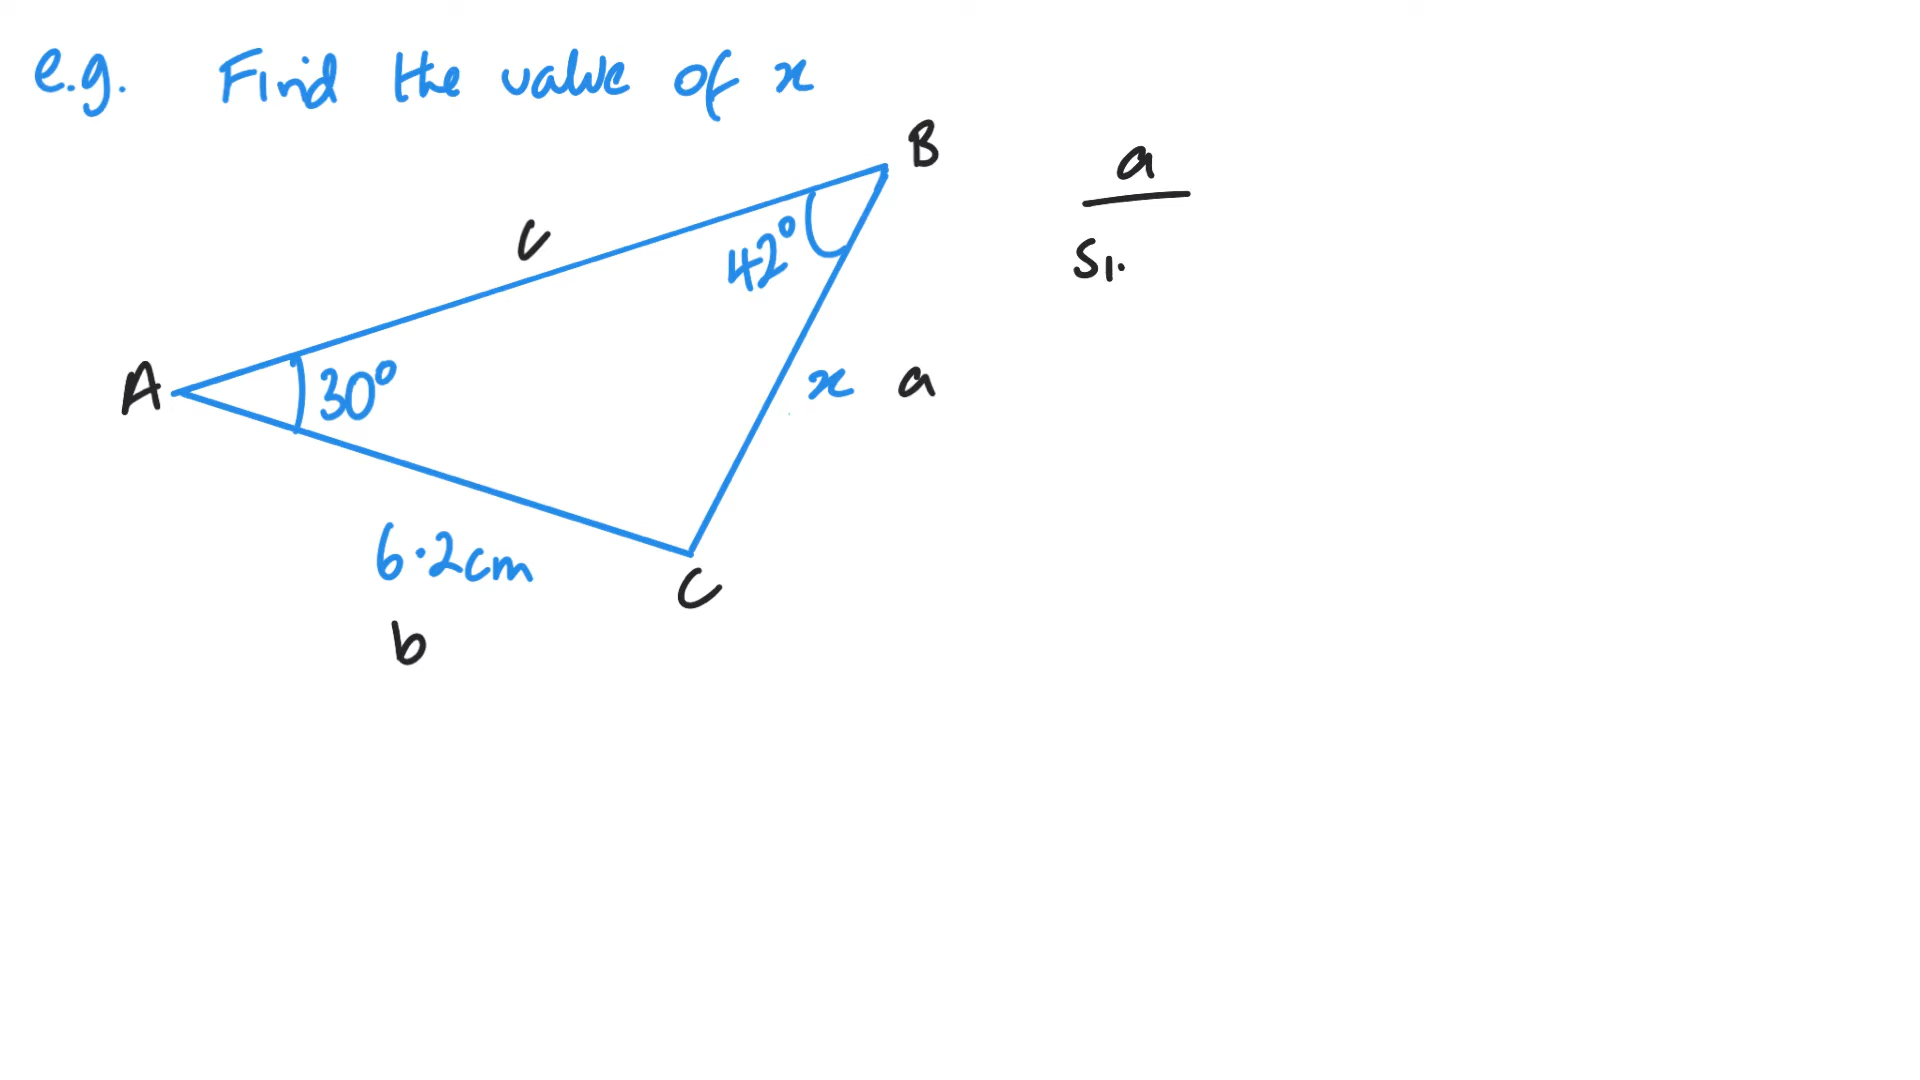 e.g. Find the value of x
B
a
c
42°
si
A
30°
x a
6·2cm
C
b